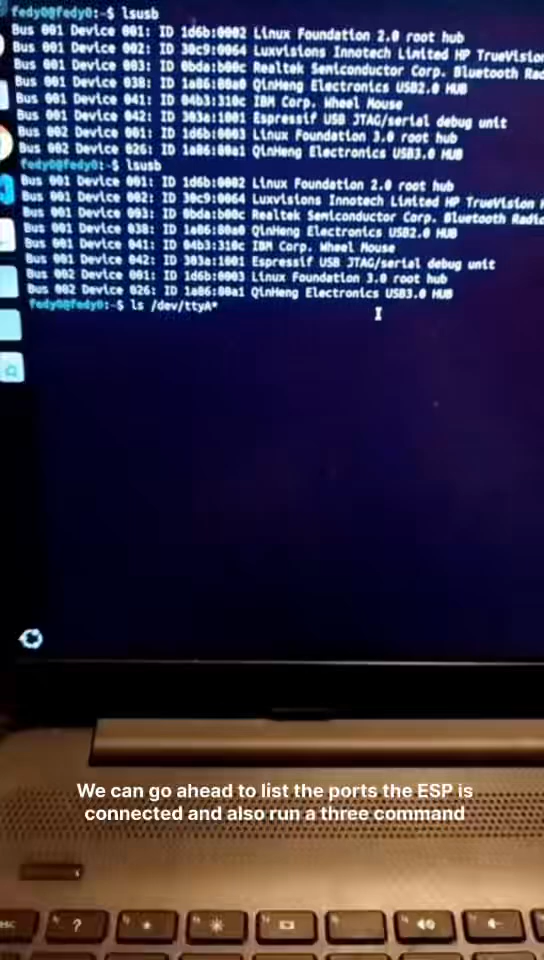 fedy0@fedy0:~$ lsusb
Bus 001 Device 001: ID 1d6b:0002 Linux Foundation 2.0 root hub
Bus 001 Device 002: ID 30c9:0064 Luxvisions Innotech Limited HP TrueVision
Bus 001 Device 003: ID 0bda:b00c Realtek Semiconductor Corp. Bluetooth Rad
Bus 001 Device 038: ID 1a86:80a0 QinHeng Electronics USB2.0 HUB
Bus 001 Device 041: ID 04b3:310c IBM Corp. Wheel Mouse
Bus 001 Device 042: ID 303a:1001 Espressif USB JTAG/serial debug unit
Bus 002 Device 001: ID 1d6b:0003 Linux Foundation 3.0 root hub
Bus 002 Device 026: ID 1a86:80a1 QinHeng Electronics USB3.0 HUB
fedy0@fedy0:~$ lsusb
Bus 001 Device 001: ID 1d6b:0002 Linux Foundation 2.0 root hub
Bus 001 Device 002: ID 30c9:0064 Luxvisions Innotech Limited HP TrueVision
Bus 001 Device 003: ID 0bda:b00c Realtek Semiconductor Corp. Bluetooth Radio
Bus 001 Device 038: ID 1a86:80a0 QinHeng Electronics USB2.0 HUB
Bus 001 Device 041: ID 04b3:310c IBM Corp. Wheel Mouse
Bus 001 Device 042: ID 303a:1001 Espressif USB JTAG/serial debug unit
Bus 002 Device 001: ID 1d6b:0003 Linux Foundation 3.0 root hub
Bus 002 Device 026: ID 1a86:80a1 QinHeng Electronics USB3.0 HUB
fedy0@fedy0:~$ ls /dev/ttyA*
We can go ahead to list the ports the ESP is
connected and also run a three command
?